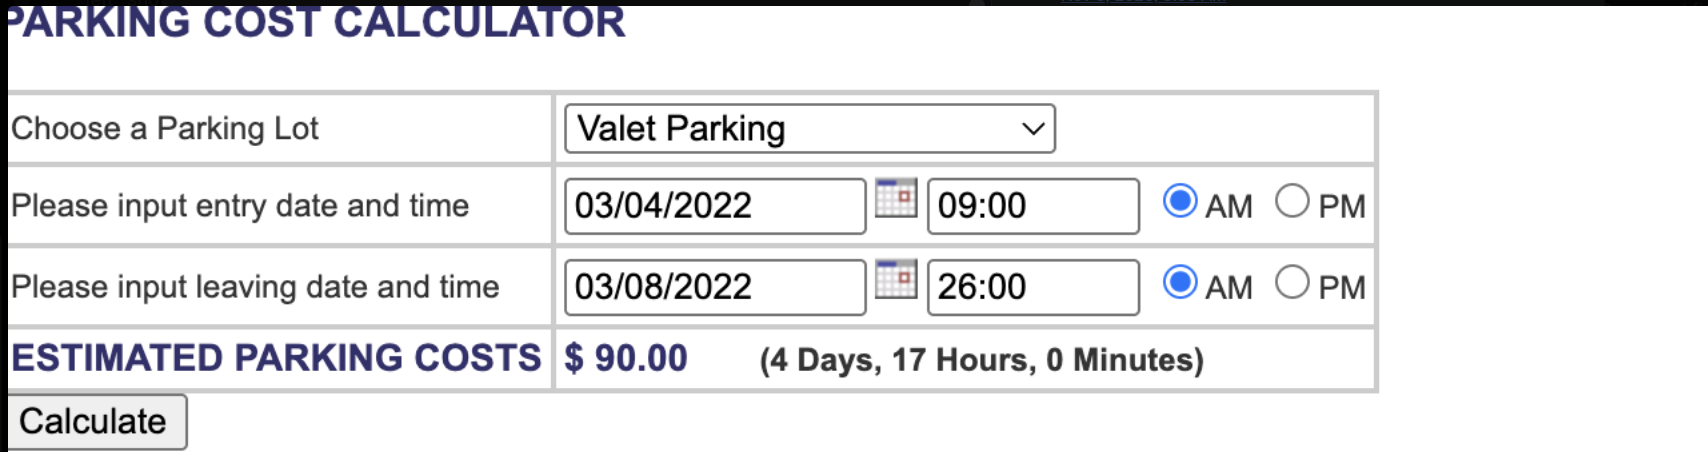 PARKING COST CALCULATOR
Choose a Parking Lot Valet Parking
Please input entry date and time 03/04/2022 09:00 AM PM
Please input leaving date and time 03/08/2022 26:00 AM PM
ESTIMATED PARKING COSTS $ 90.00 (4 Days, 17 Hours, 0 Minutes)
Calculate